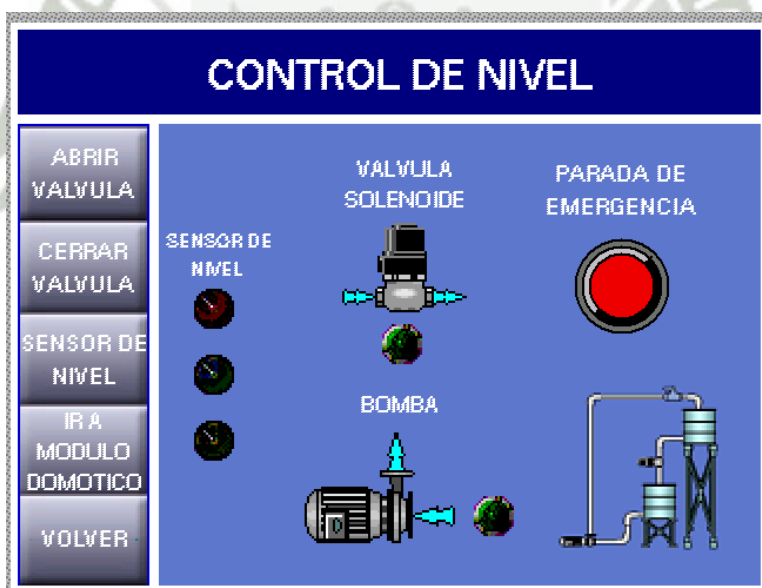 CONTROL DE NIVEL
ABRIR
VALVULA
CERRAR
VALVULA
SENSOR DE
NIVEL
IR A
MODULO
DOMOTICO
VOLVER
SENSOR DE
NIVEL
VALVULA
SOLENOIDE
BOMBA
PARADA DE
EMERGENCIA